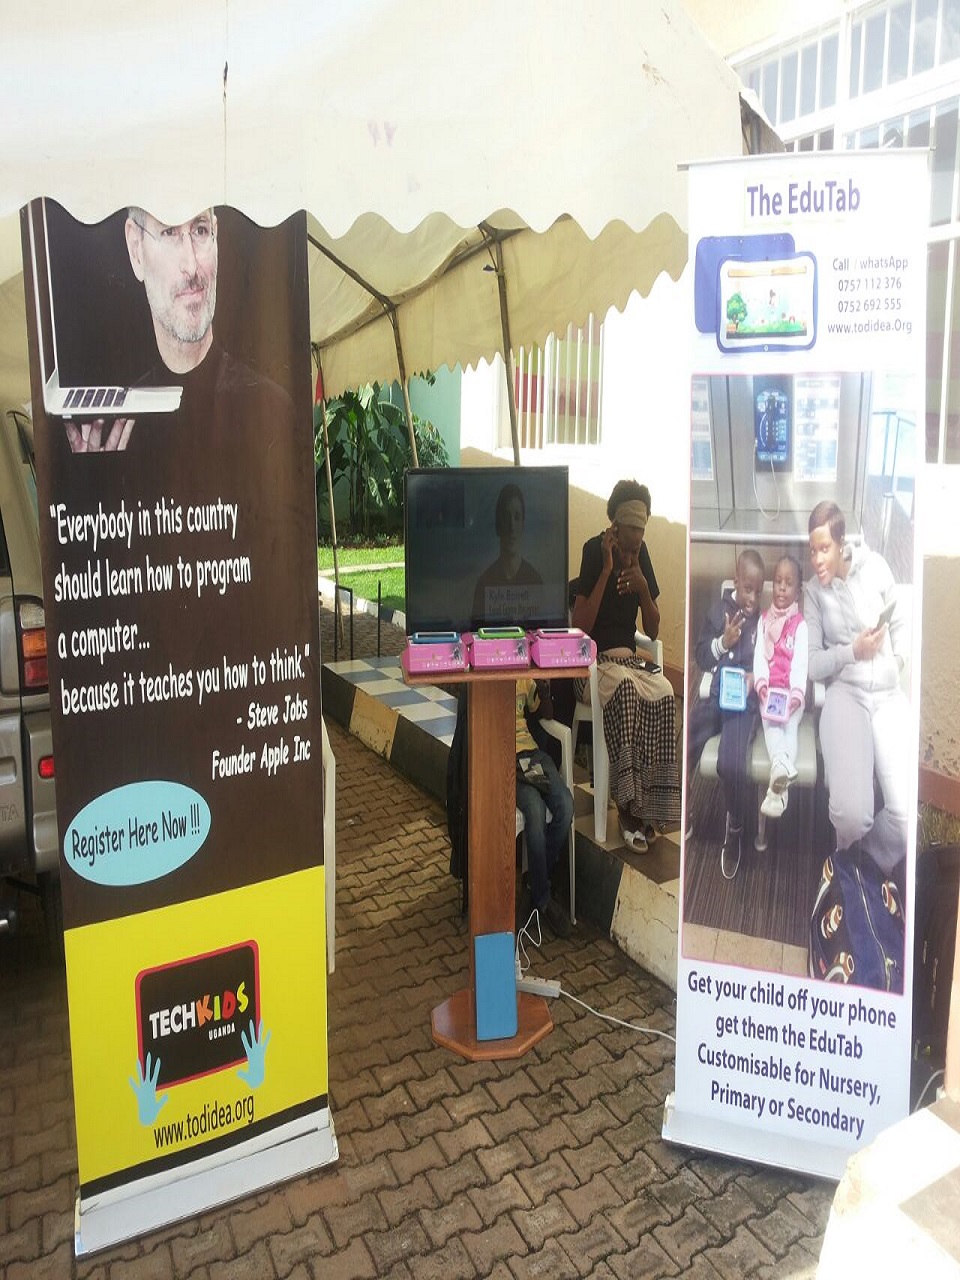 "Everybody in this country
should learn how to program
a computer...
because it teaches you how to think."
- Steve Jobs
Founder Apple Inc
Register Here Now !!!
TECHKIDS
UGANDA
www.todidea.org
The EduTab
Call / whatsApp
0757 112 376
0752 692 555
www.todidea.Org
Get your child off your phone
get them the EduTab
Customisable for Nursery,
Primary or Secondary